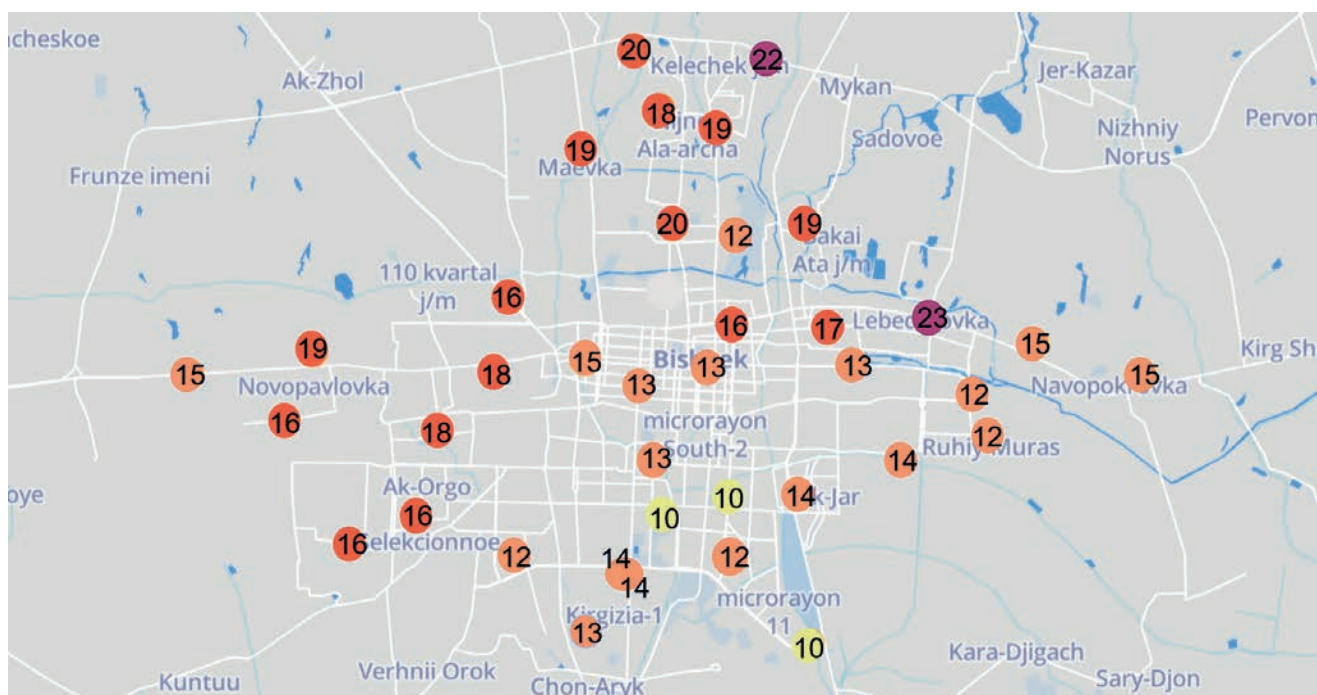 acheskoe
20
Kelechek j/m
22
Ak-Zhol
Jer-Kazar
Mykan
18
19
Ala-archa
Sadovoe
Pervom
Nizhniy
Norus
19
Maevka
Frunze imeni
20
12
19
Bakai
Ata j/m
110 kvartal
j/m
16
16
17
23
15
Kirg Sh
19
15
Novopavlovka
18
15
Bishkek
13
13
13
15
12
16
18
microrayon
South-2
13
12
Ruhiy Muras
14
Ak-Orgo
16
10
10
14
Ak-Jar
oye
16
Selekcionnoe
12
14
14
12
Kirgizia-1
13
microrayon
11
10
Kara-Djigach
Kuntuu
Verhnii Orok
Chon-Aryk
Sary-Djon